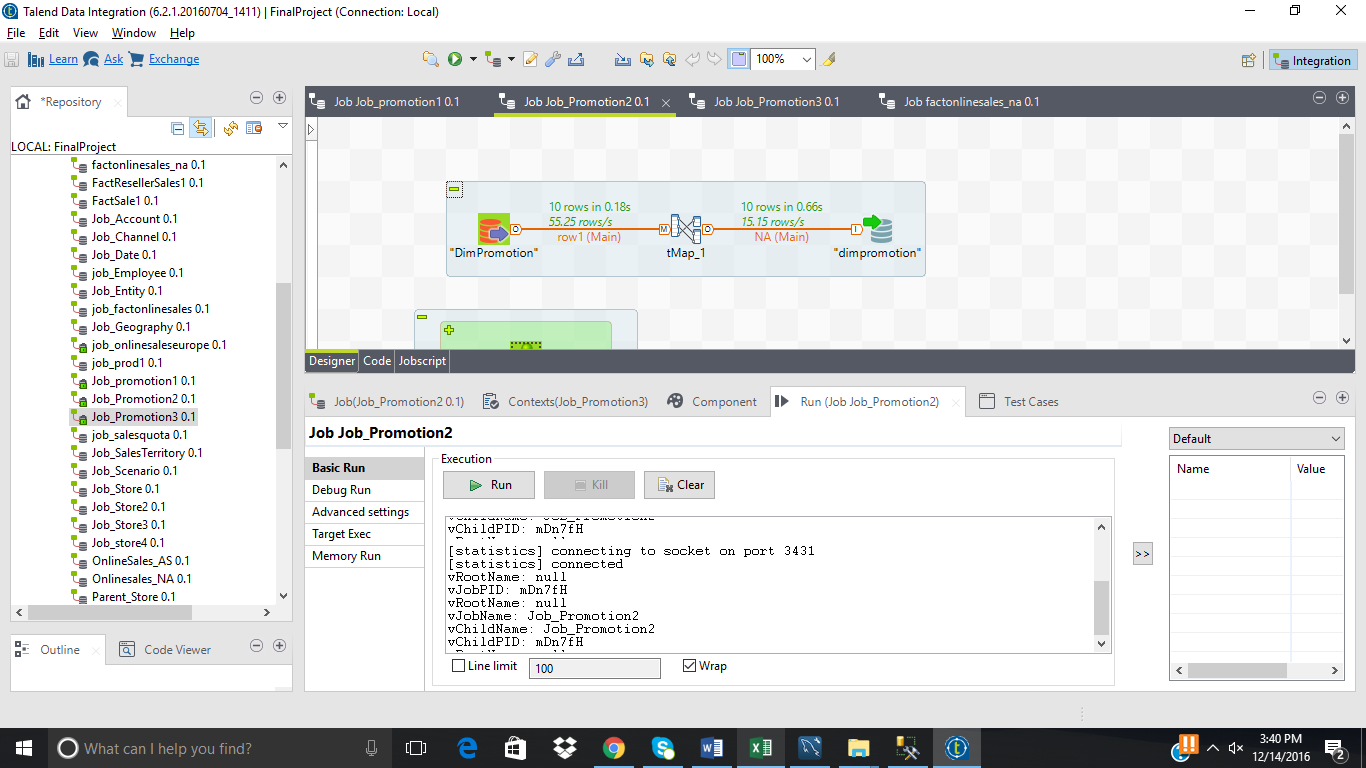 Talend Data Integration (6.2.1.20160704_1411) | FinalProject (Connection: Local)
File Edit View Window Help
Learn Ask Exchange 100% Integration
*Repository
LOCAL: FinalProject
factonlinesales_na 0.1
FactResellerSales1 0.1
FactSale1 0.1
Job_Account 0.1
Job_Channel 0.1
Job_Date 0.1
job_Employee 0.1
Job_Entity 0.1
job_factonlinesales 0.1
Job_Geography 0.1
job_onlinesaleseurope 0.1
job_prod1 0.1
Job_promotion1 0.1
Job_Promotion2 0.1
Job_Promotion3 0.1
job_salesquota 0.1
Job_SalesTerritory 0.1
Job_Scenario 0.1
Job_Store 0.1
Job_Store2 0.1
Job_Store3 0.1
Job_store4 0.1
OnlineSales_AS 0.1
Onlinesales_NA 0.1
Parent_Store 0.1
Outline Code Viewer
Job Job_promotion1 0.1 Job Job_Promotion2 0.1 Job Job_Promotion3 0.1 Job factonlinesales_na 0.1
10 rows in 0.18s 10 rows in 0.66s
55.25 rows/s 15.15 rows/s
row1 (Main) NA (Main)
"DimPromotion" tMap_1 "dimpromotion"
Designer Code Jobscript
Job(Job_Promotion2 0.1) Contexts(Job_Promotion3) Component Run (Job Job_Promotion2) Test Cases
Job Job_Promotion2
Basic Run
Debug Run
Advanced settings
Target Exec
Memory Run
Execution
Run Kill Clear
vChildName: Job_Promotion2
vChildPID: mDn7fH
[statistics] connecting to socket on port 3431
[statistics] connected
vRootName: null
vJobPID: mDn7fH
vRootName: null
vJobName: Job_Promotion2
vChildName: Job_Promotion2
vChildPID: mDn7fH
Line limit 100 Wrap
>>
Default
Name Value
What can I help you find?
3:40 PM
12/14/2016
2